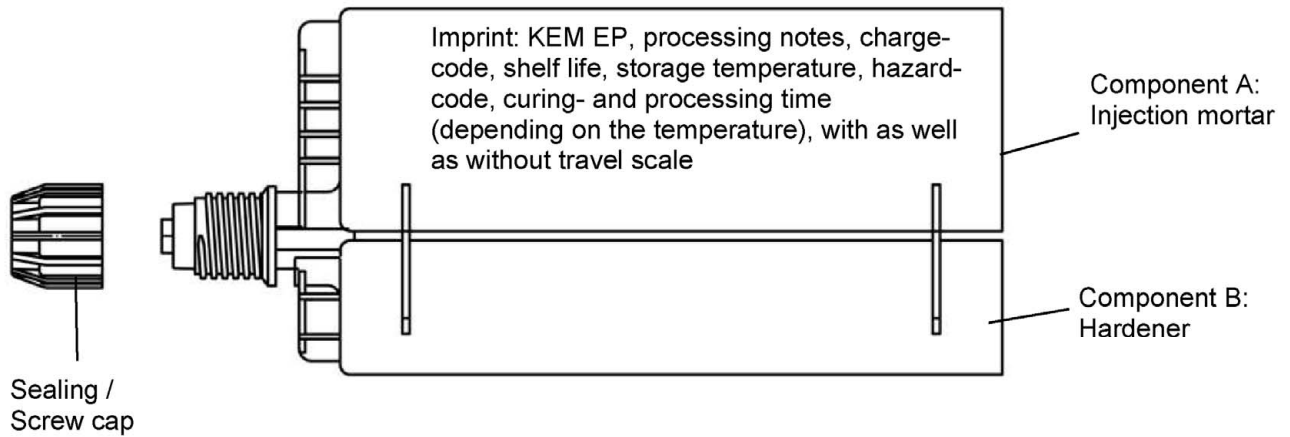 Imprint: KEM EP, processing notes, charge-
code, shelf life, storage temperature, hazard-
code, curing- and processing time
(depending on the temperature), with as well
as without travel scale
Component A:
Injection mortar
Component B:
Hardener
Sealing /
Screw cap